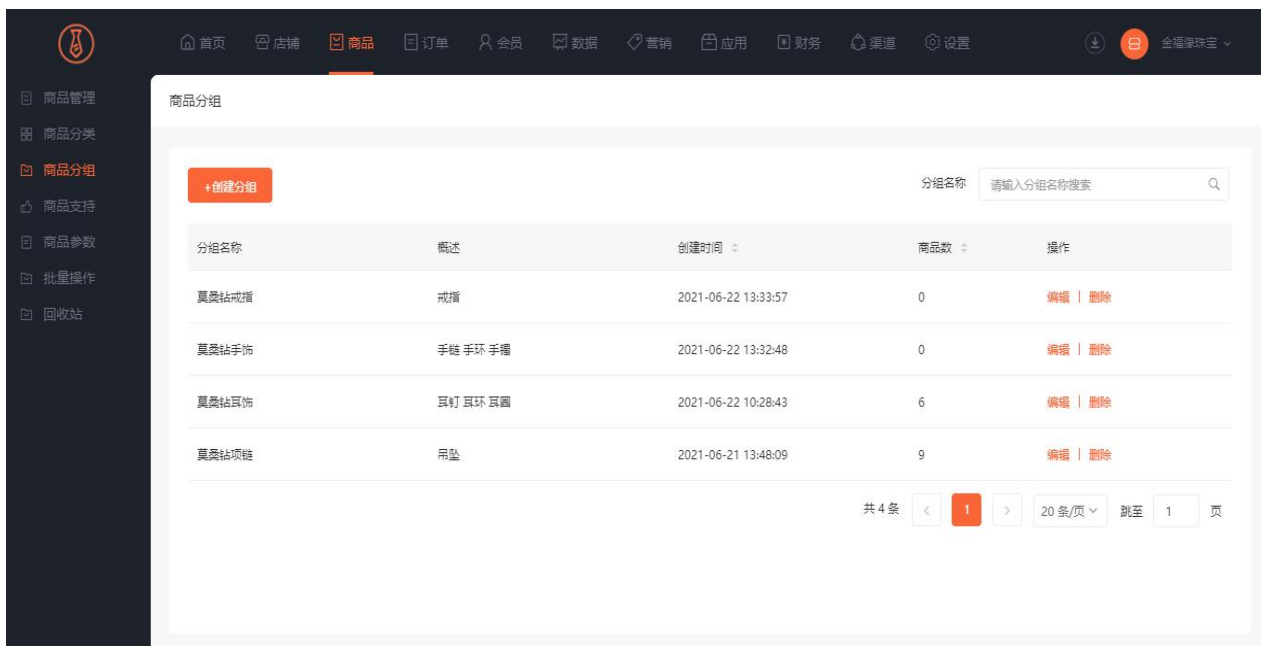 首页 店铺 商品 订单 会员 数据 营销 应用 财务 渠道 设置 金福缘珠宝
商品管理
商品分类
商品分组
商品支持
商品参数
批量操作
回收站
商品分组
+创建分组 分组名称 请输入分组名称搜索
分组名称 概述 创建时间 商品数 操作
莫桑钻戒指 戒指 2021-06-22 13:33:57 0 编辑 | 删除
莫桑钻手饰 手链 手环 手镯 2021-06-22 13:32:48 0 编辑 | 删除
莫桑钻耳饰 耳钉 耳环 耳圈 2021-06-22 10:28:43 6 编辑 | 删除
莫桑钻项链 吊坠 2021-06-21 13:48:09 9 编辑 | 删除
共 4 条 < 1 > 20 条/页 跳至 1 页